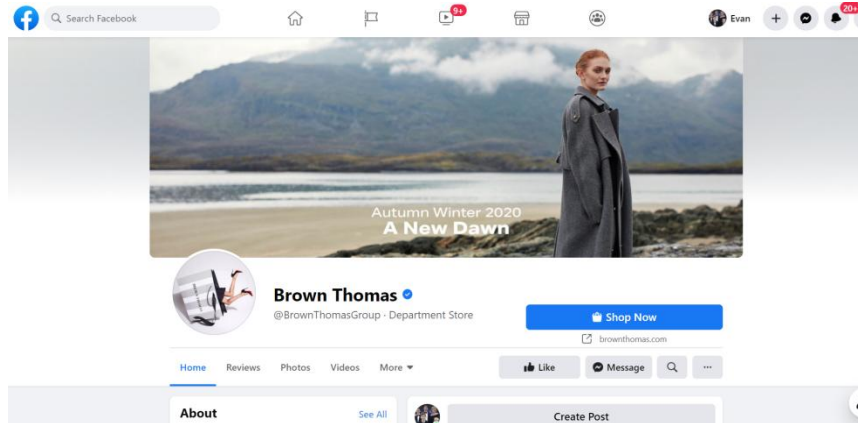 Search Facebook
9+
Evan
20+
Autumn Winter 2020
A New Dawn
Brown Thomas
@BrownThomasGroup · Department Store
Shop Now
brownthomas.com
Home Reviews Photos Videos More
Like Message ...
About See All
Create Post